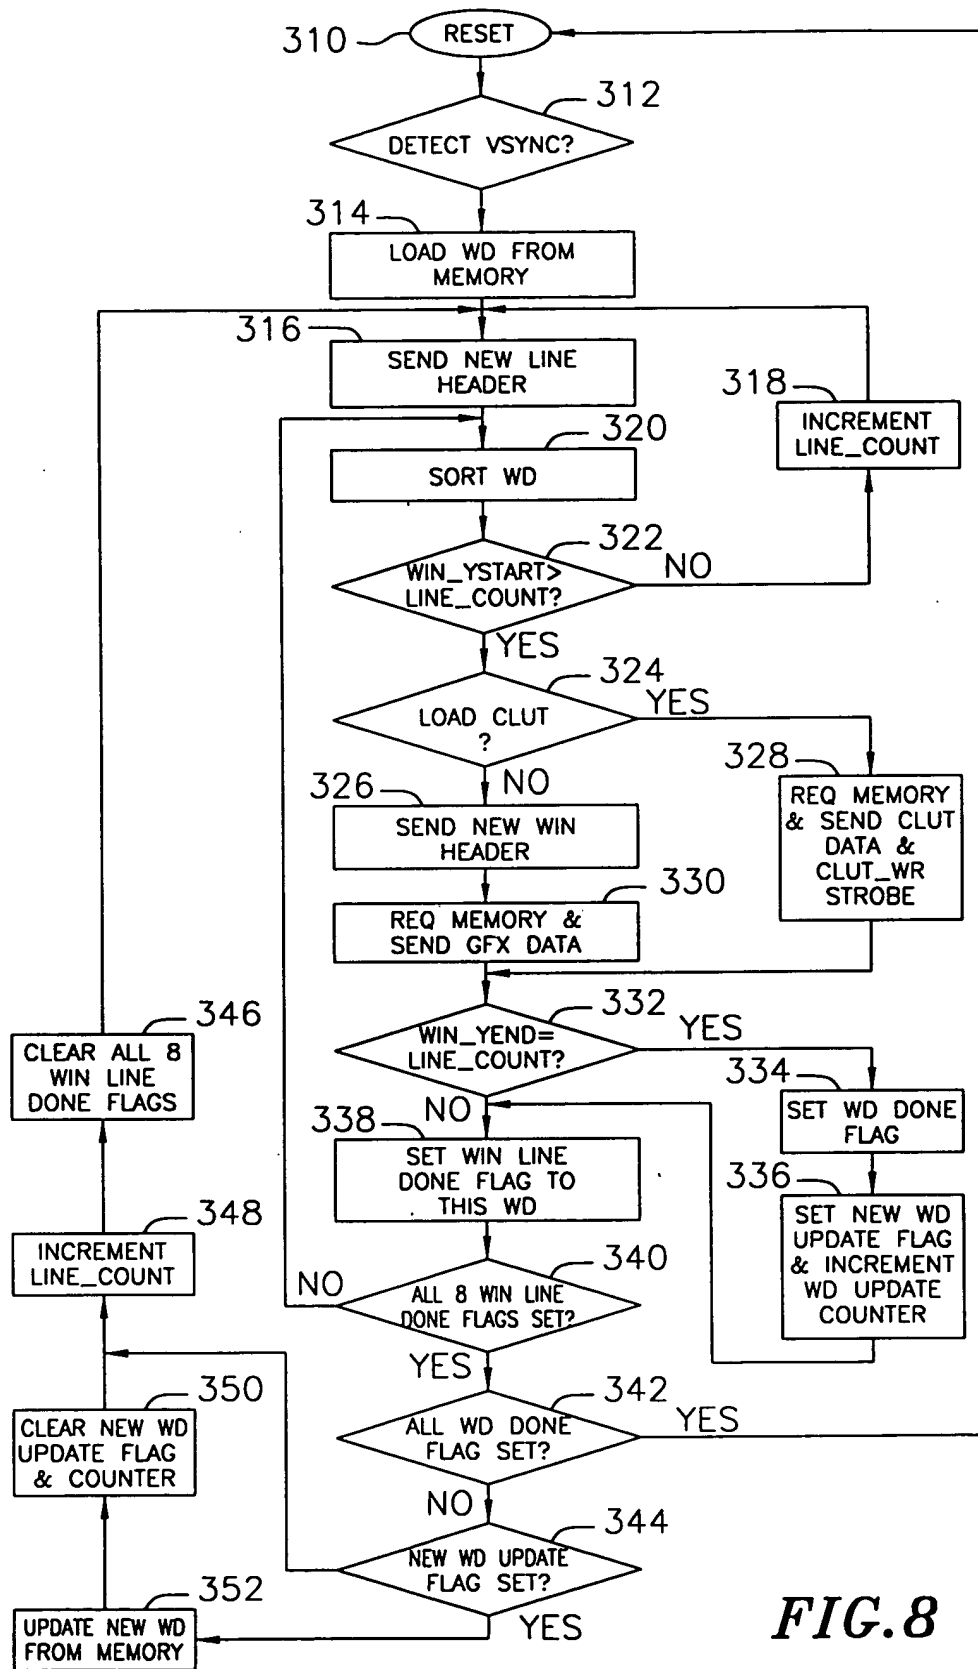 310
RESET
312
DETECT VSYNC?
314
LOAD WD FROM
MEMORY
316
SEND NEW LINE
HEADER
318
INCREMENT
LINE_COUNT
320
SORT WD
322
WIN_YSTART>
LINE_COUNT?
NO
YES
324
LOAD CLUT
?
YES
NO
326
SEND NEW WIN
HEADER
328
REQ MEMORY
& SEND CLUT
DATA &
CLUT_WR
STROBE
330
REQ MEMORY &
SEND GFX DATA
332
WIN_YEND=
LINE_COUNT?
YES
NO
334
SET WD DONE
FLAG
336
SET NEW WD
UPDATE FLAG
& INCREMENT
WD UPDATE
COUNTER
338
SET WIN LINE
DONE FLAG TO
THIS WD
340
ALL 8 WIN LINE
DONE FLAGS SET?
NO
YES
342
ALL WD DONE
FLAG SET?
YES
NO
344
NEW WD UPDATE
FLAG SET?
YES
346
CLEAR ALL 8
WIN LINE
DONE FLAGS
348
INCREMENT
LINE_COUNT
350
CLEAR NEW WD
UPDATE FLAG
& COUNTER
352
UPDATE NEW WD
FROM MEMORY
FIG.8